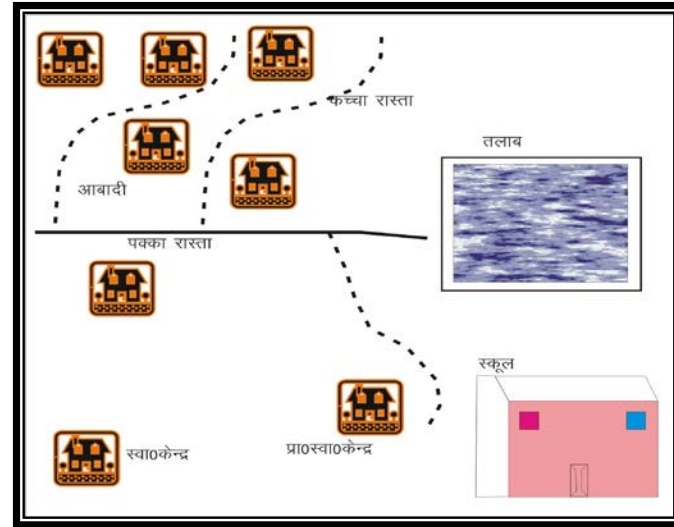 कच्चा रास्ता
तलाब
आबादी
पक्का रास्ता
स्कूल
स्वा0केन्द्र
प्रा0स्वा0केन्द्र